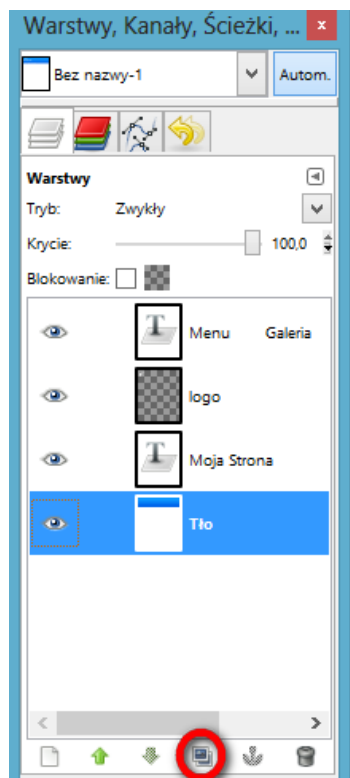 Warstwy, Kanały, Ścieżki, ... x
Bez nazwy-1 Autom.
Warstwy
Tryb: Zwykły
Krycie: 100,0
Blokowanie:
Menu Galeria
logo
Moja Strona
Tło